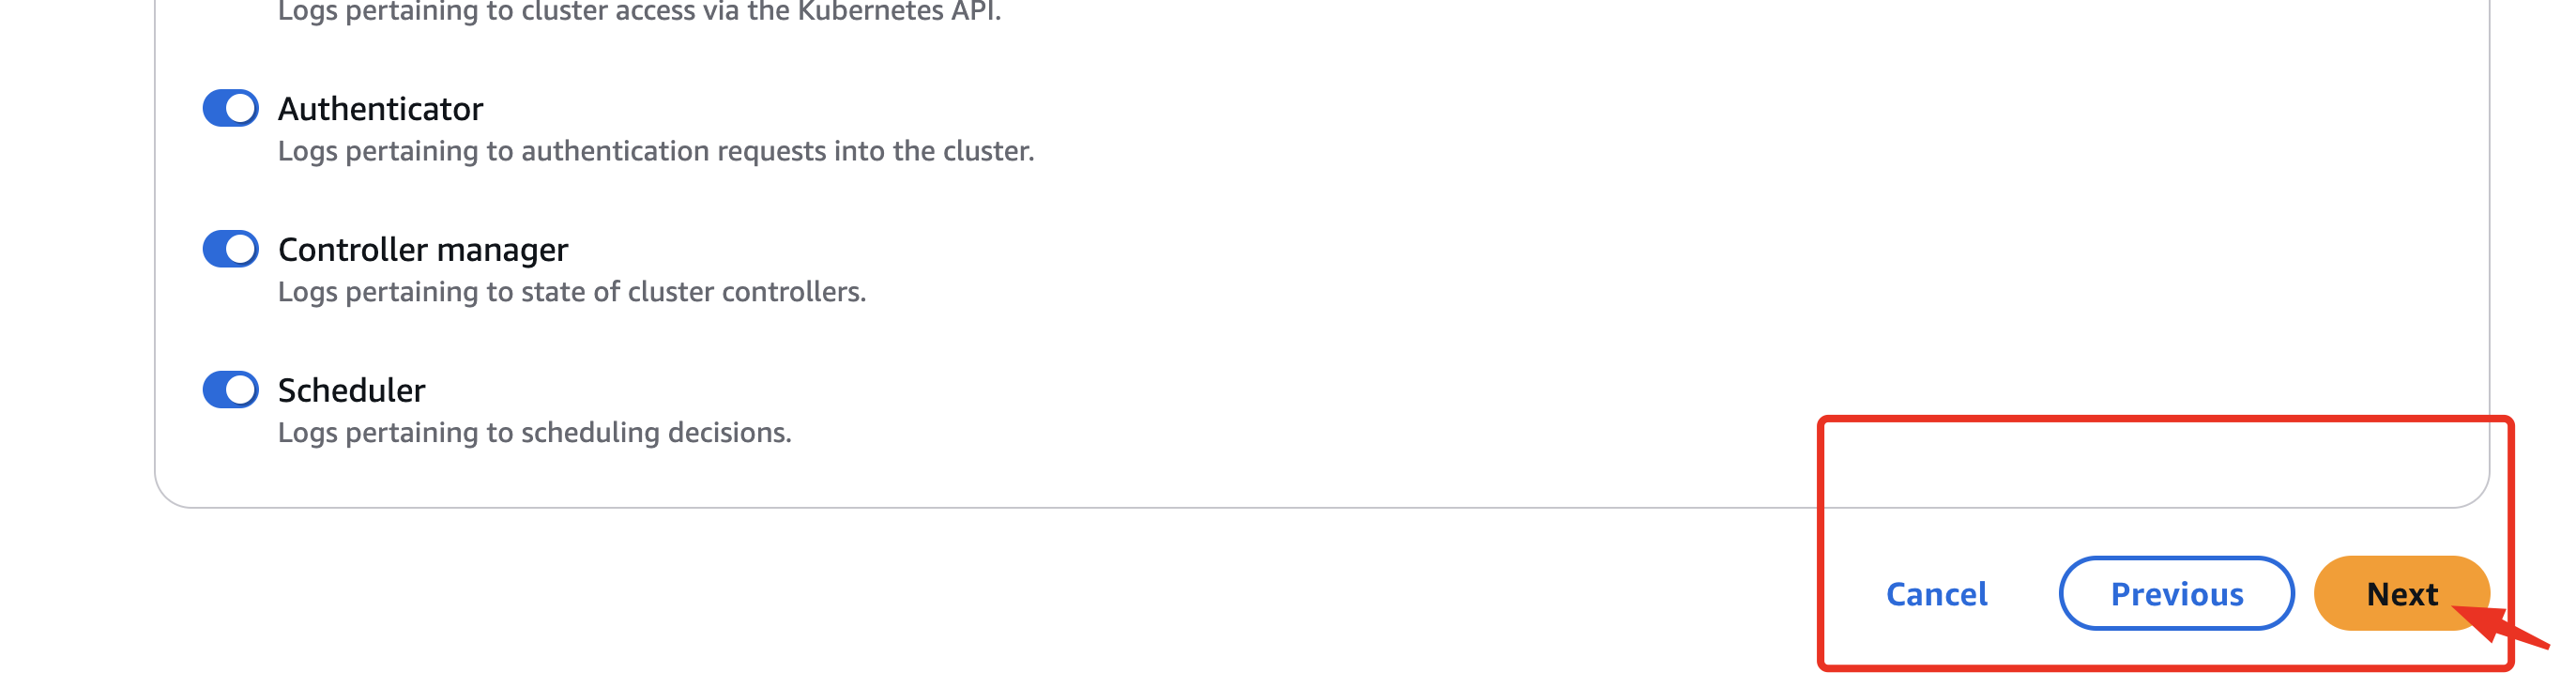 Logs pertaining to cluster access via the Kubernetes API.
Authenticator
Logs pertaining to authentication requests into the cluster.
Controller manager
Logs pertaining to state of cluster controllers.
Scheduler
Logs pertaining to scheduling decisions.
Cancel
Previous
Next